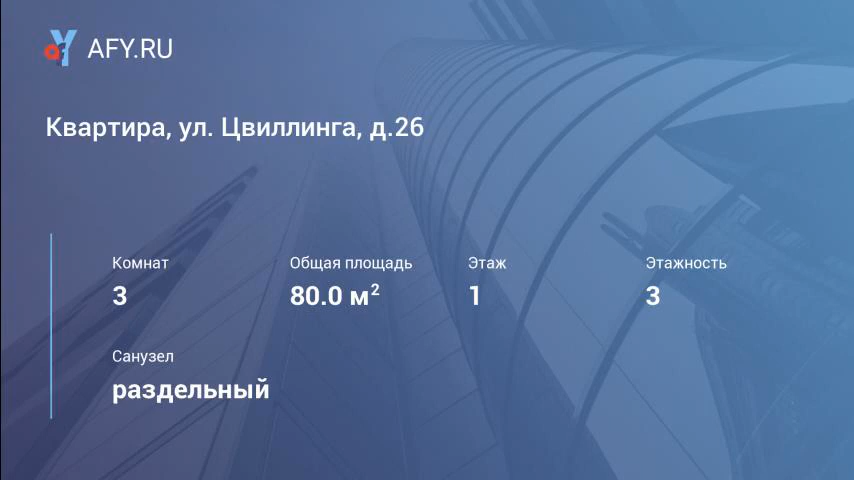 AFY.RU
Квартира, ул. Цвиллинга, д.26
Комнат
3
Общая площадь
80.0 м²
Этаж
1
Этажность
3
Санузел
раздельный